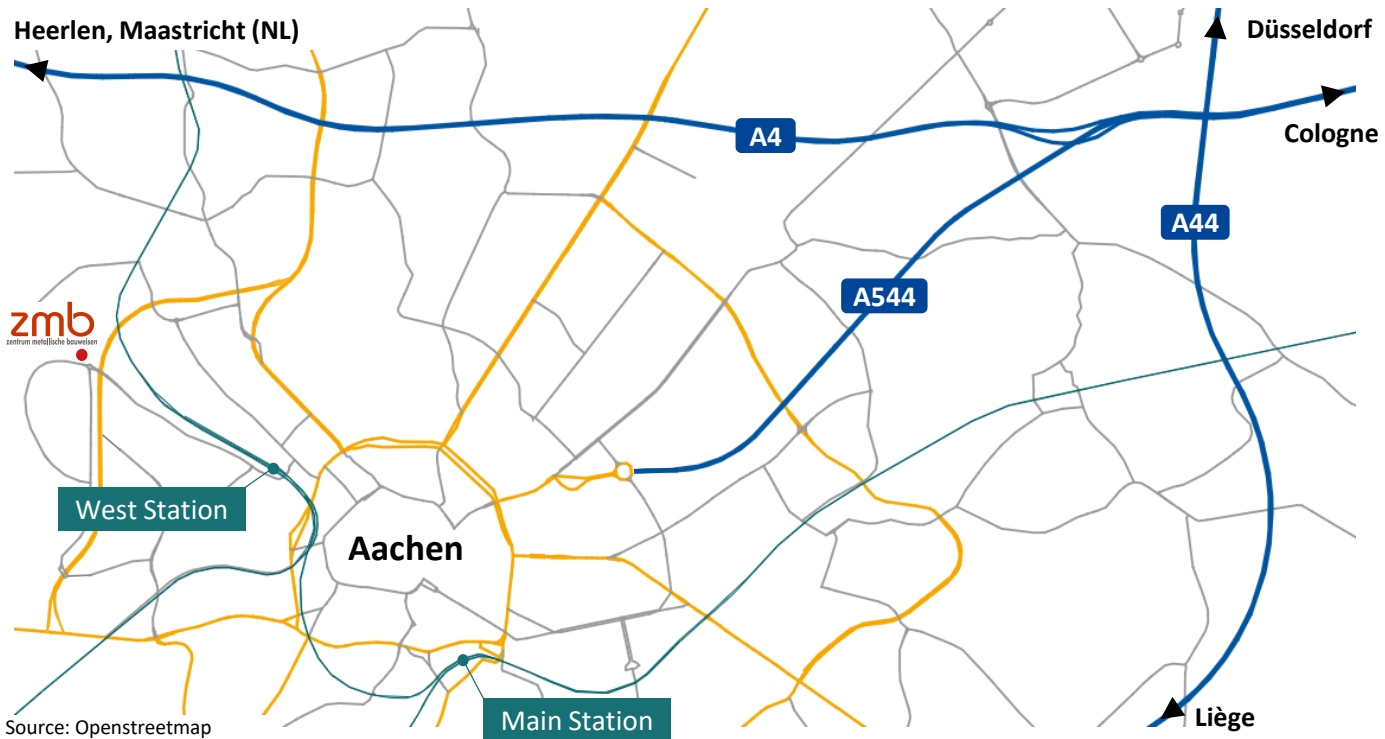 Heerlen, Maastricht (NL)
Düsseldorf
A4
Cologne
A44
A544
zmb
zentrum metallische bauweisen
West Station
Aachen
Main Station
Liège
Source: Openstreetmap